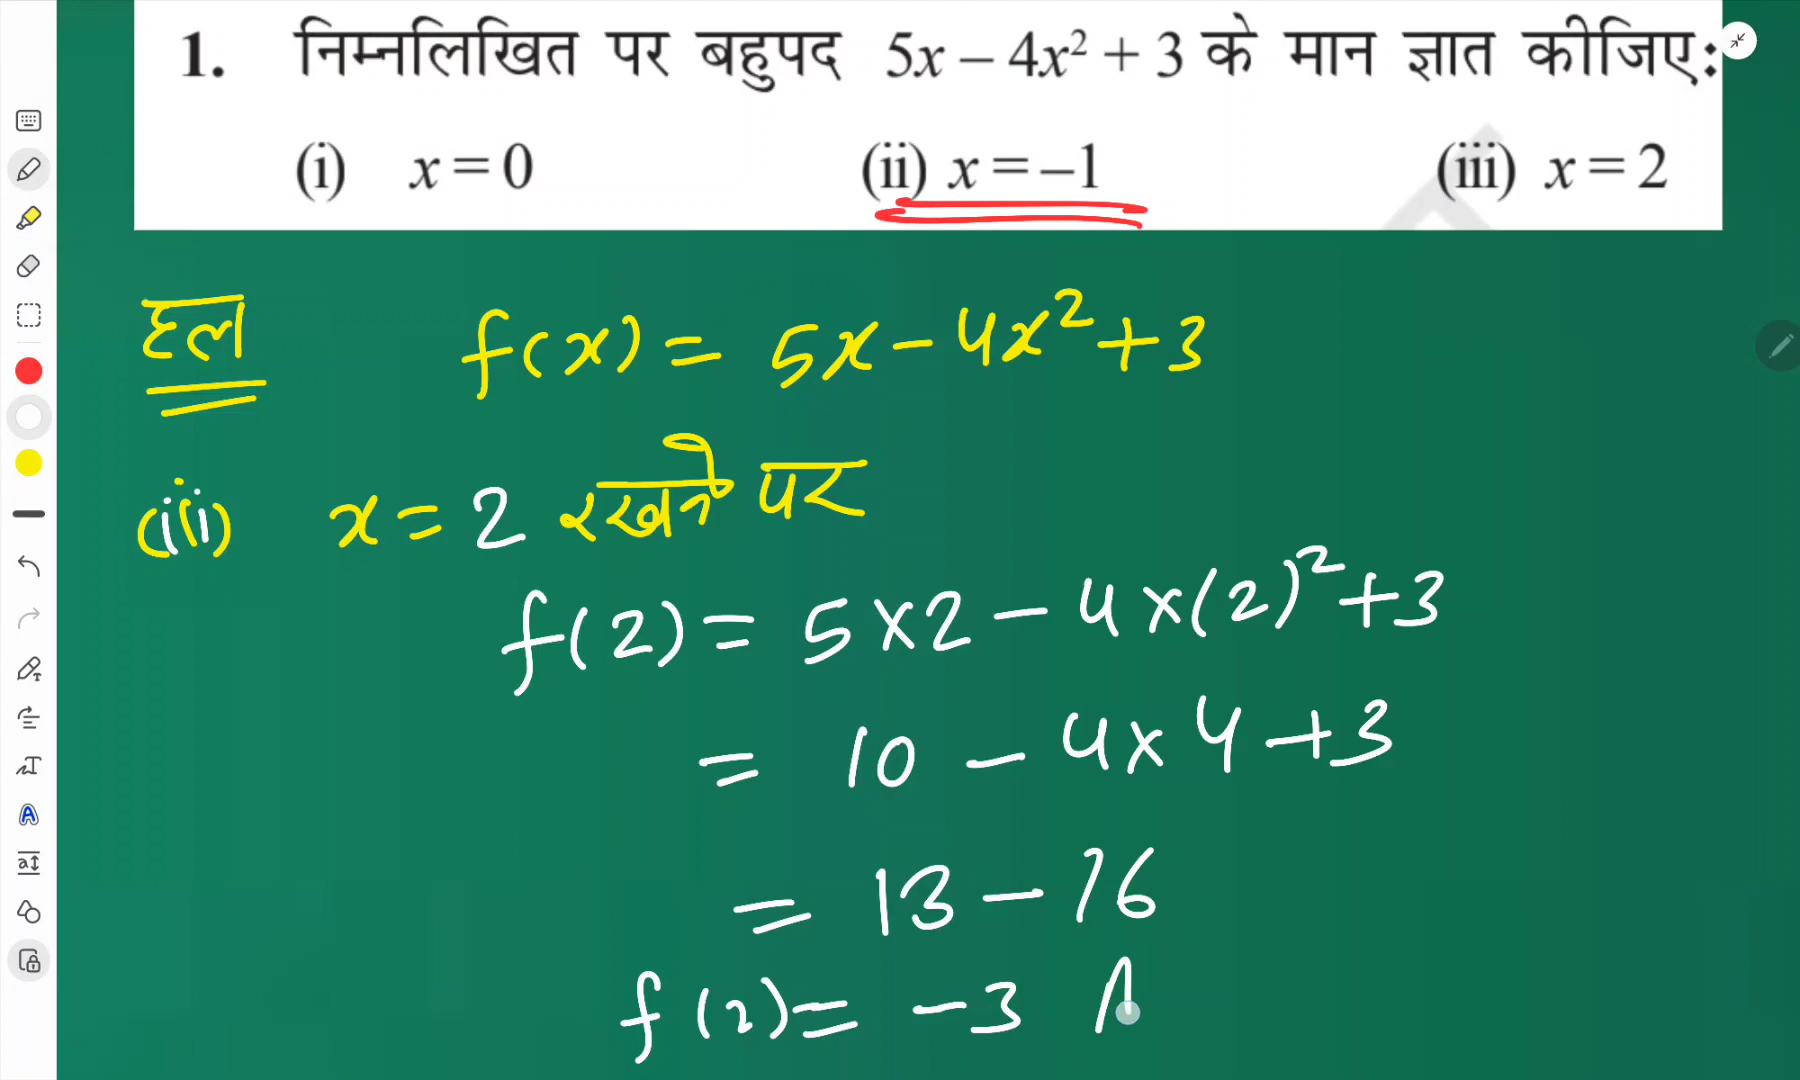 1. निम्नलिखित पर बहुपद 5x – 4x² + 3 के मान ज्ञात कीजिए:
(i) x = 0 (ii) x = –1 (iii) x = 2
हल f(x) = 5x – 4x² + 3
(iii) x = 2 रखने पर
f(2) = 5 × 2 – 4 × (2)² + 3
= 10 – 4 × 4 + 3
= 13 – 16
f(2) = –3 A